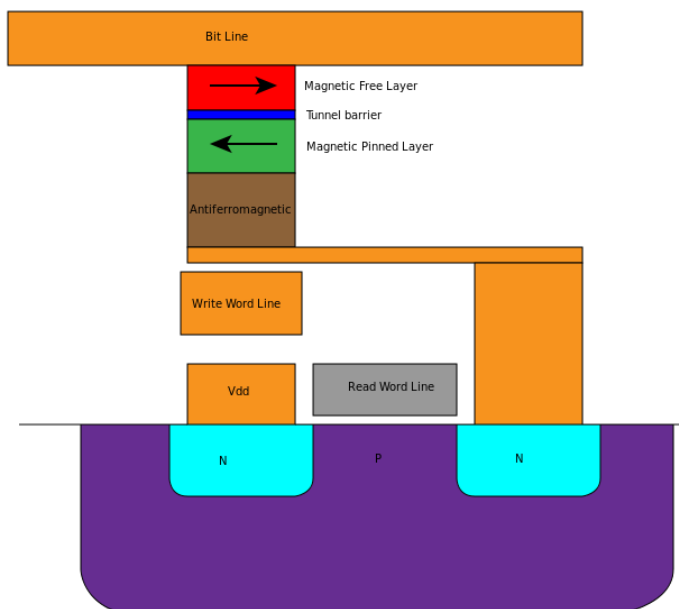 Bit Line
Magnetic Free Layer
Tunnel barrier
Magnetic Pinned Layer
Antiferromagnetic
Write Word Line
Vdd
Read Word Line
N
P
N